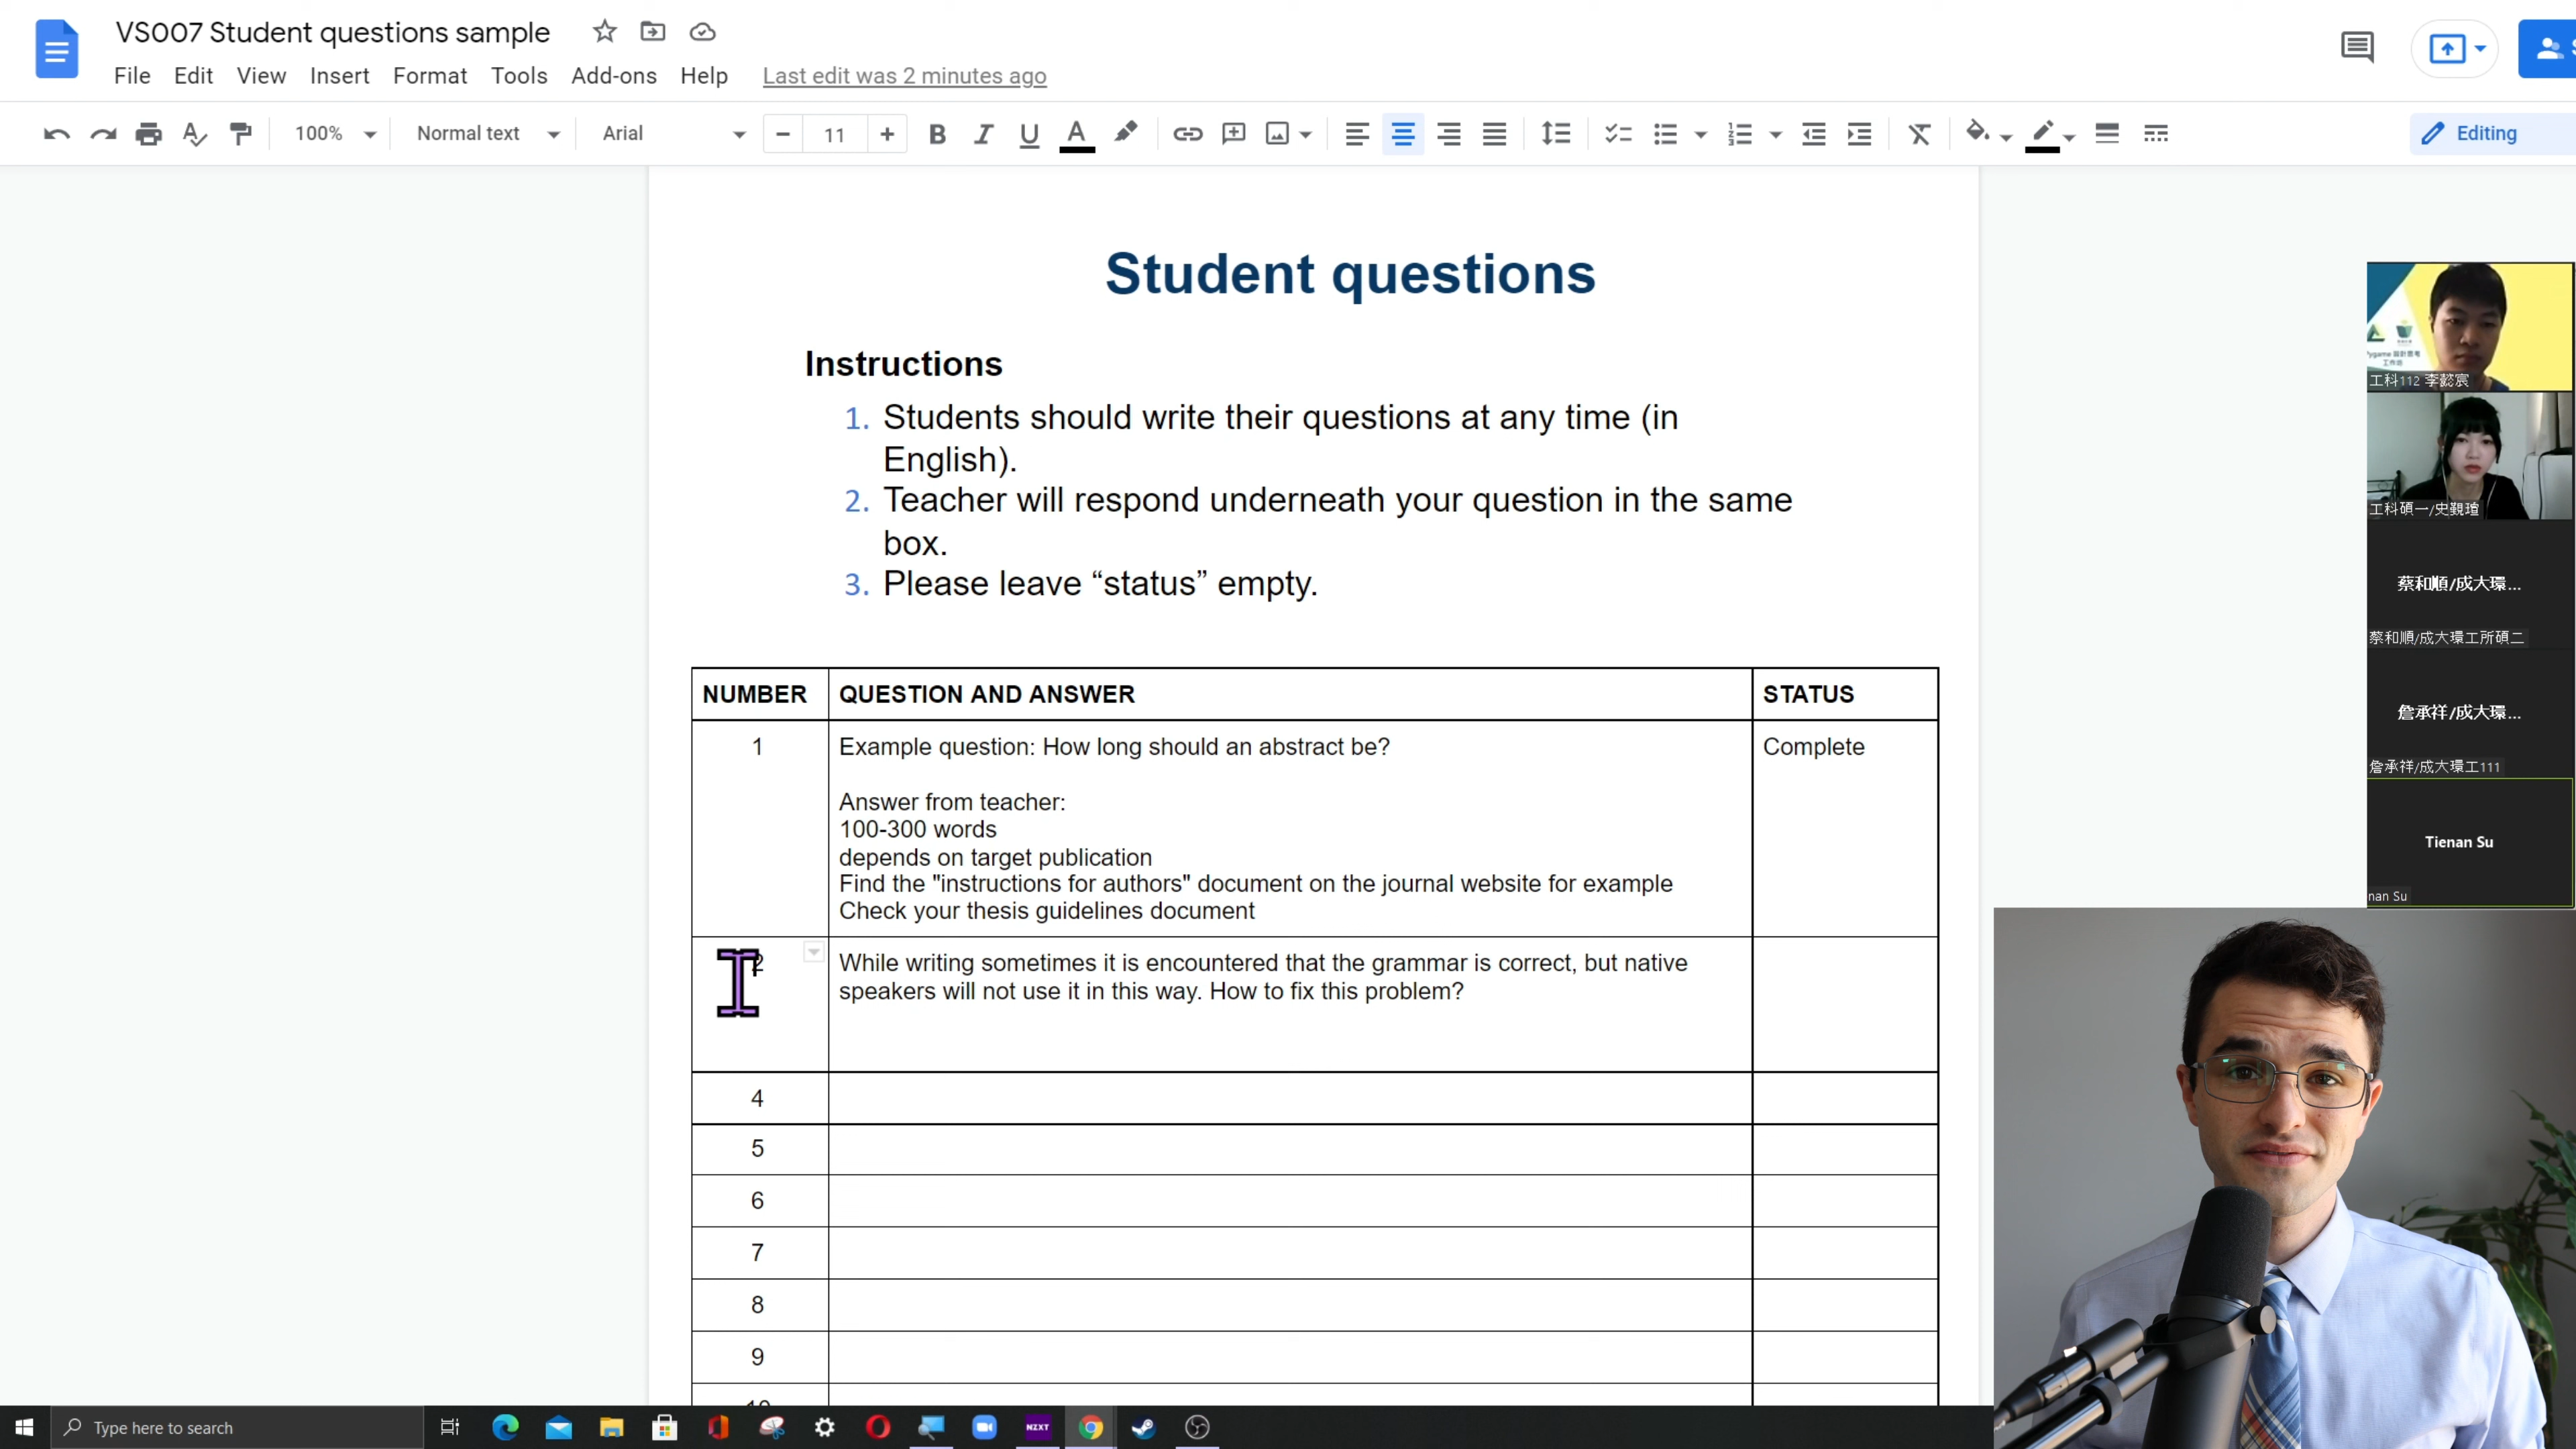 VS007 Student questions sample
File Edit View Insert Format Tools Add-ons Help Last edit was 2 minutes ago
100% Normal text Arial 11 Editing
Student questions
Instructions
1. Students should write their questions at any time (in
English).
2. Teacher will respond underneath your question in the same
box.
3. Please leave “status” empty.
NUMBER QUESTION AND ANSWER STATUS
1 Example question: How long should an abstract be? Complete
Answer from teacher:
100-300 words
depends on target publication
Find the "instructions for authors" document on the journal website for example
Check your thesis guidelines document
2 While writing sometimes it is encountered that the grammar is correct, but native
speakers will not use it in this way. How to fix this problem?
4
5
6
7
8
9
10
工科112 李懿宸
工科碩一/史觐瑄
蔡和順/成大環...
蔡和順/成大環工所碩二
詹承祥/成大環...
詹承祥/成大環工111
Tienan Su
nan Su
Type here to search
NZXT